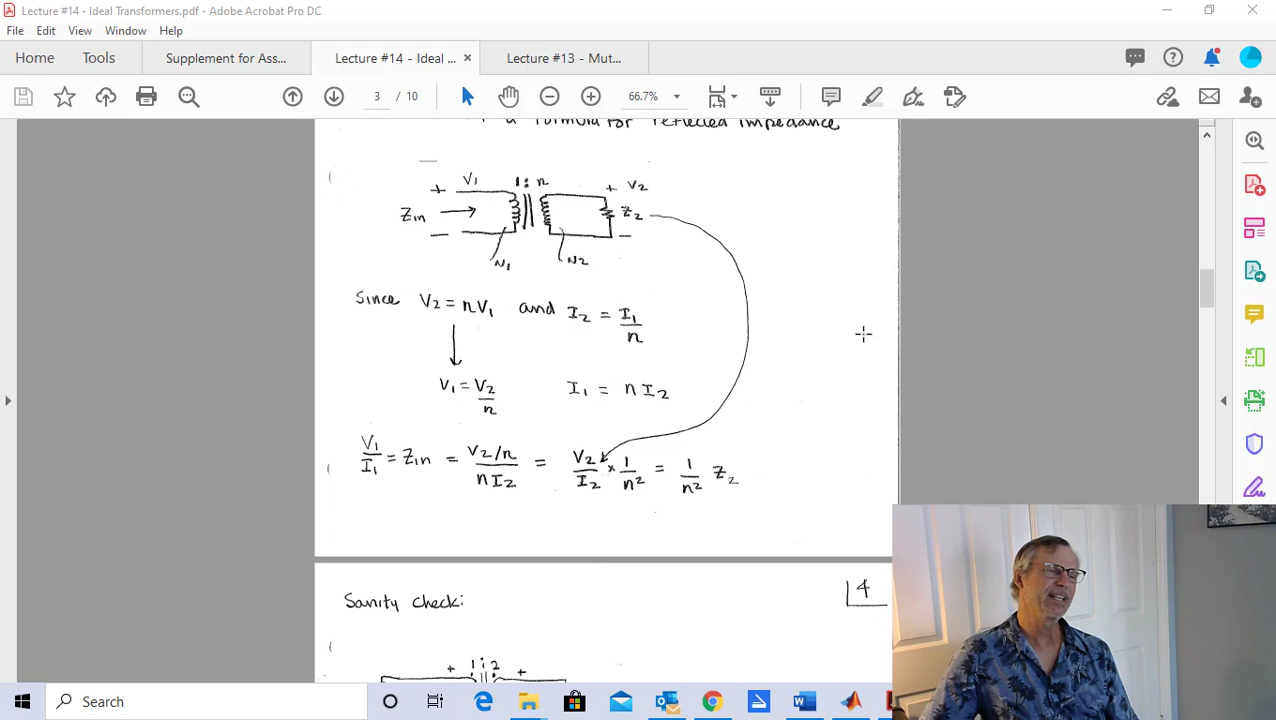 Lecture #14 - Ideal Transformers.pdf - Adobe Acrobat Pro DC
File Edit View Window Help
Home Tools Supplement for Ass... Lecture #14 - Ideal ... × Lecture #13 - Mut...
3 / 10 66.7%
a formula for reflected impedance
V1 1:n + V2
+
Zin Z2
N1 N2
Since V2 = nV1 and I2 = I1/n
V1 = V2/n I1 = nI2
V1/I1 = Zin = V2/n / nI2 = V2/I2 × 1/n² = 1/n² Z2
Sanity check: 4
+ 1:2 +
Search